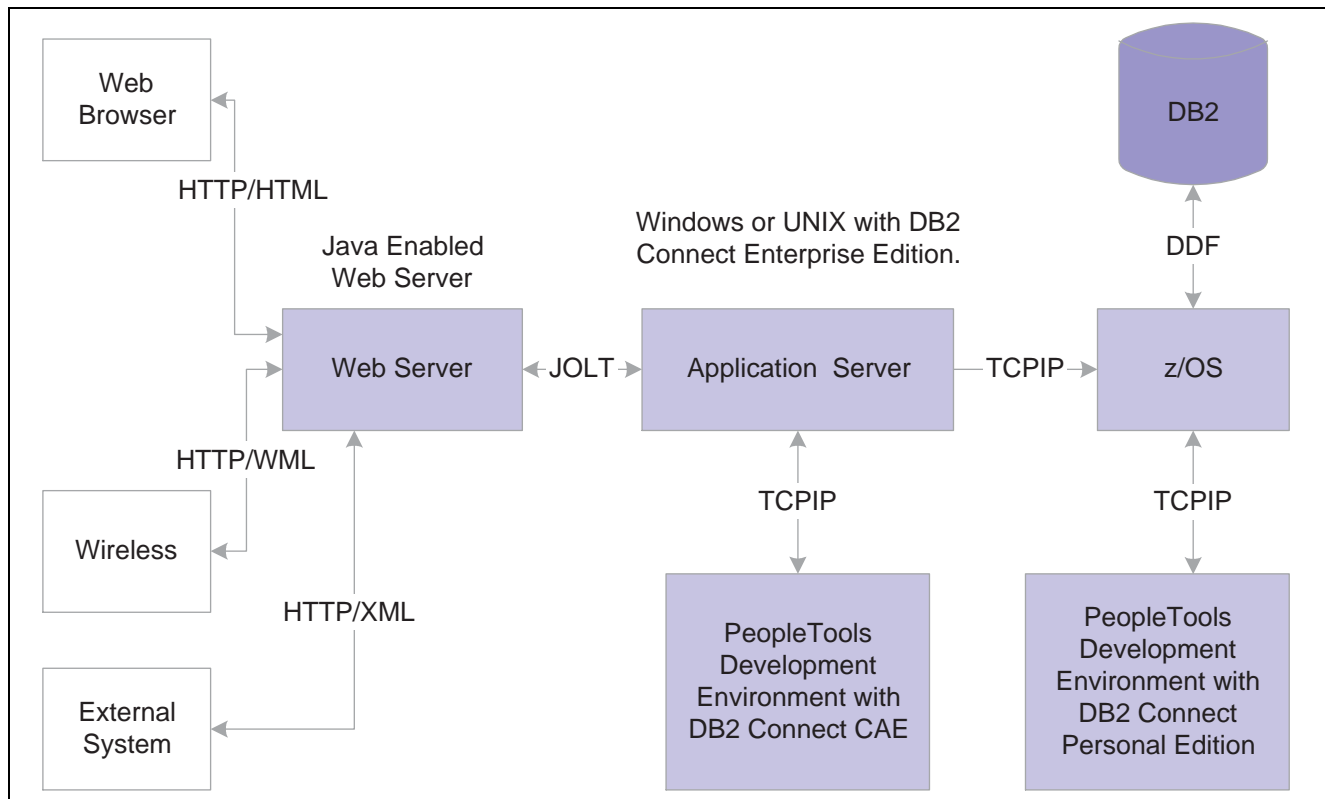 Web
Browser
DB2
HTTP/HTML
Windows or UNIX with DB2
Connect Enterprise Edition.
Java Enabled
Web Server
DDF
Web Server
JOLT
Application Server
TCPIP
z/OS
HTTP/WML
TCPIP
TCPIP
Wireless
HTTP/XML
PeopleTools
Development
Environment with
DB2 Connect CAE
PeopleTools
Development
Environment with
DB2 Connect
Personal Edition
External
System